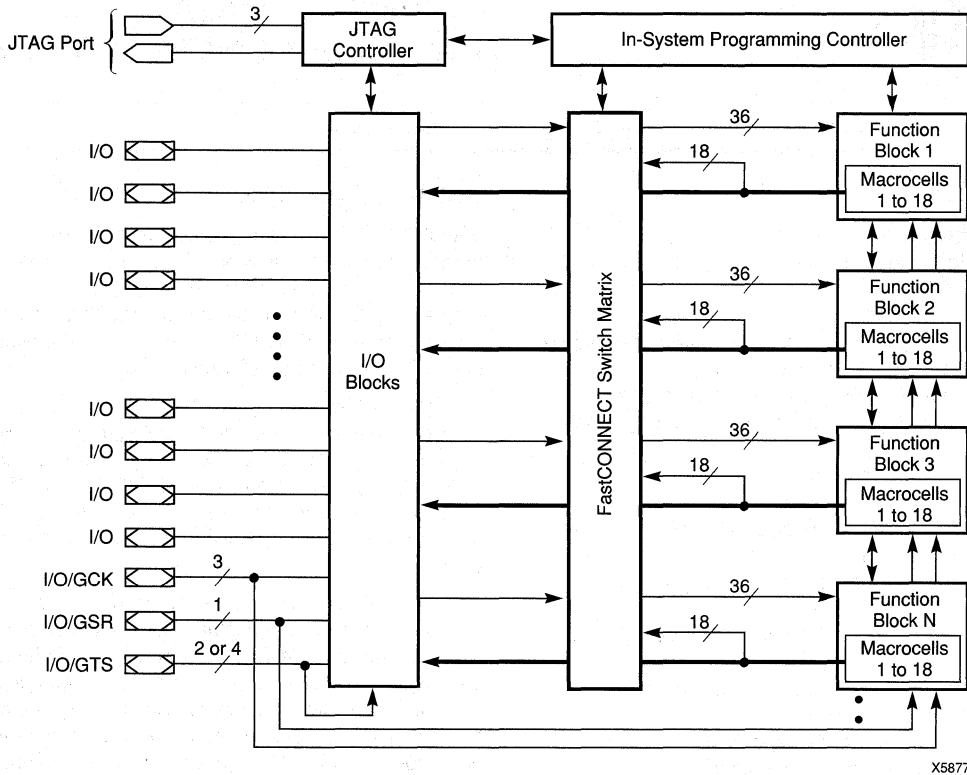 JTAG Port
3
JTAG
Controller
In-System Programming Controller
I/O
I/O
I/O
I/O
I/O
I/O
I/O
I/O
I/O/GCK
3
I/O/GSR
1
I/O/GTS
2 or 4
I/O
Blocks
FastCONNECT Switch Matrix
36
18
Function
Block 1
Macrocells
1 to 18
36
18
Function
Block 2
Macrocells
1 to 18
36
18
Function
Block 3
Macrocells
1 to 18
36
18
Function
Block N
Macrocells
1 to 18
X5877